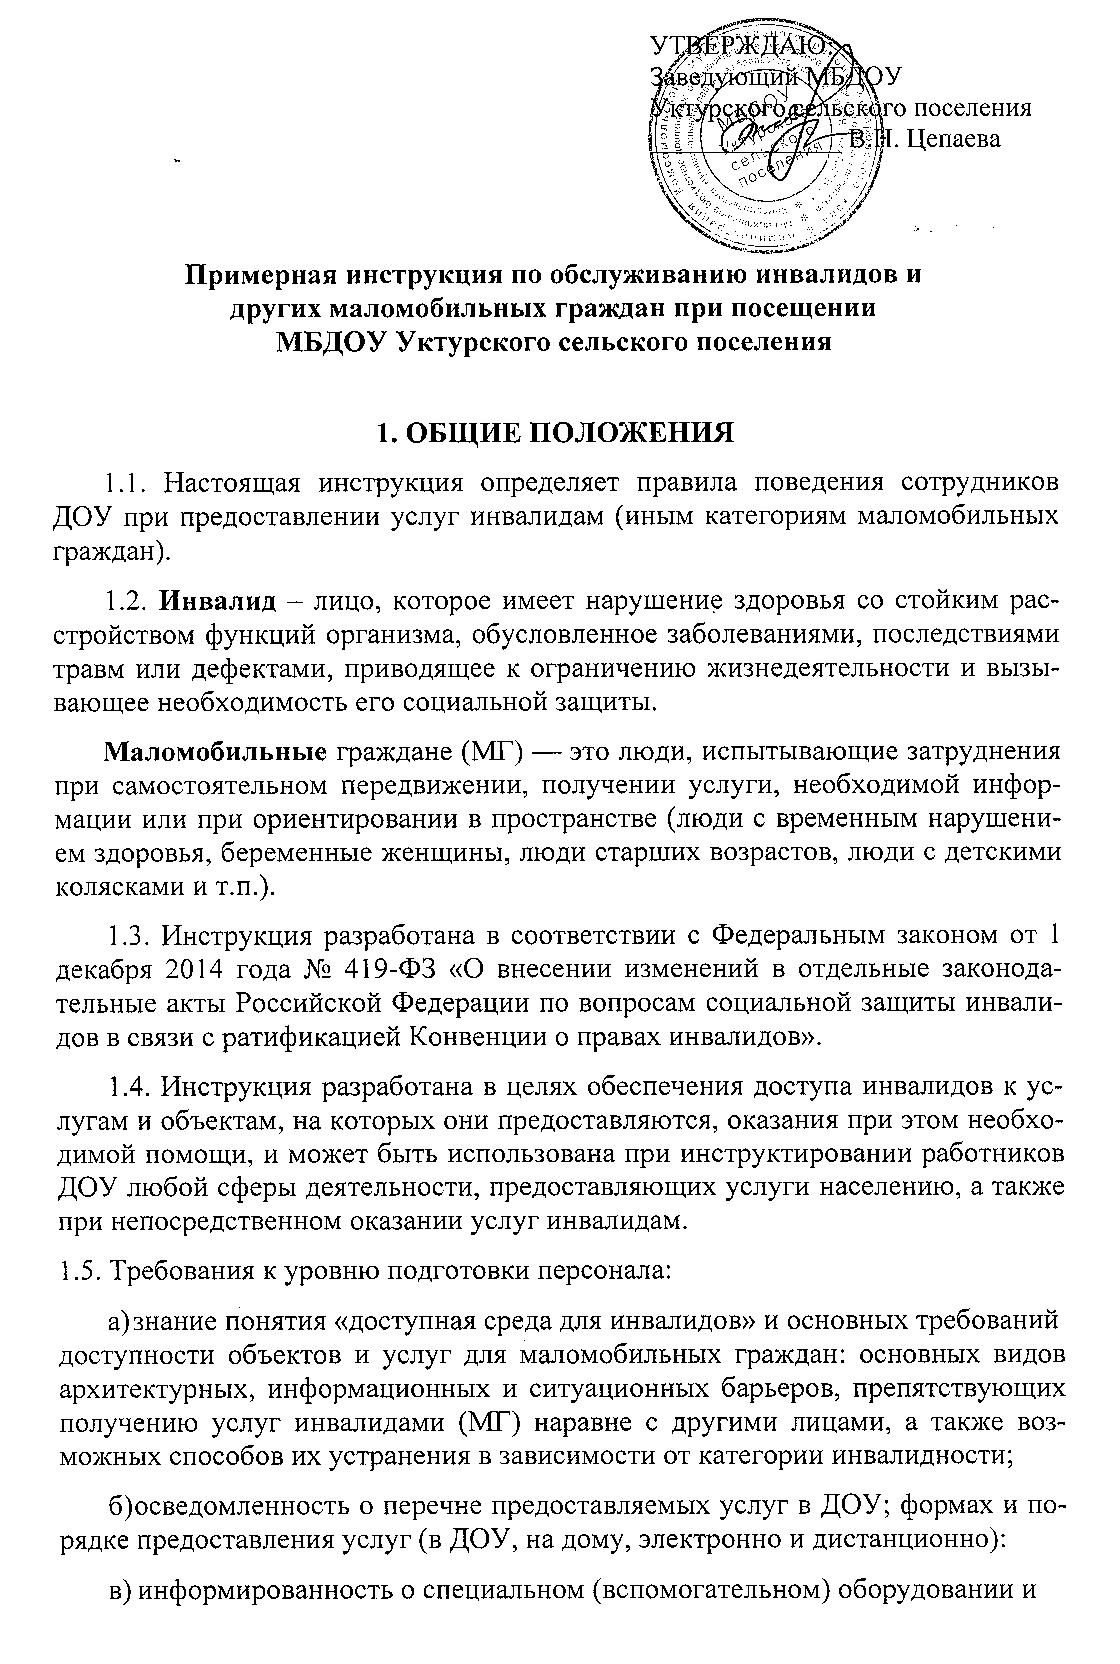 УТВЕРЖДАЮ:
Заведующий МБДОУ
Уктурского сельского поселения
В.Н. Цепаева
МБДОУ
Уктурского
сельского
поселения
Примерная инструкция по обслуживанию инвалидов и
других маломобильных граждан при посещении
МБДОУ Уктурского сельского поселения
1. ОБЩИЕ ПОЛОЖЕНИЯ
1.1. Настоящая инструкция определяет правила поведения сотрудников
ДОУ при предоставлении услуг инвалидам (иным категориям маломобильных
граждан).
1.2. Инвалид – лицо, которое имеет нарушение здоровья со стойким рас-
стройством функций организма, обусловленное заболеваниями, последствиями
травм или дефектами, приводящее к ограничению жизнедеятельности и вызы-
вающее необходимость его социальной защиты.
Маломобильные граждане (МГ) — это люди, испытывающие затруднения
при самостоятельном передвижении, получении услуги, необходимой инфор-
мации или при ориентировании в пространстве (люди с временным нарушени-
ем здоровья, беременные женщины, люди старших возрастов, люди с детскими
колясками и т.п.).
1.3. Инструкция разработана в соответствии с Федеральным законом от 1
декабря 2014 года № 419-ФЗ «О внесении изменений в отдельные законода-
тельные акты Российской Федерации по вопросам социальной защиты инвали-
дов в связи с ратификацией Конвенции о правах инвалидов».
1.4. Инструкция разработана в целях обеспечения доступа инвалидов к ус-
лугам и объектам, на которых они предоставляются, оказания при этом необхо-
димой помощи, и может быть использована при инструктировании работников
ДОУ любой сферы деятельности, предоставляющих услуги населению, а также
при непосредственном оказании услуг инвалидам.
1.5. Требования к уровню подготовки персонала:
а)знание понятия «доступная среда для инвалидов» и основных требований
доступности объектов и услуг для маломобильных граждан: основных видов
архитектурных, информационных и ситуационных барьеров, препятствующих
получению услуг инвалидами (МГ) наравне с другими лицами, а также воз-
можных способов их устранения в зависимости от категории инвалидности;
б)осведомленность о перечне предоставляемых услуг в ДОУ; формах и по-
рядке предоставления услуг (в ДОУ, на дому, электронно и дистанционно):
в) информированность о специальном (вспомогательном) оборудовании и